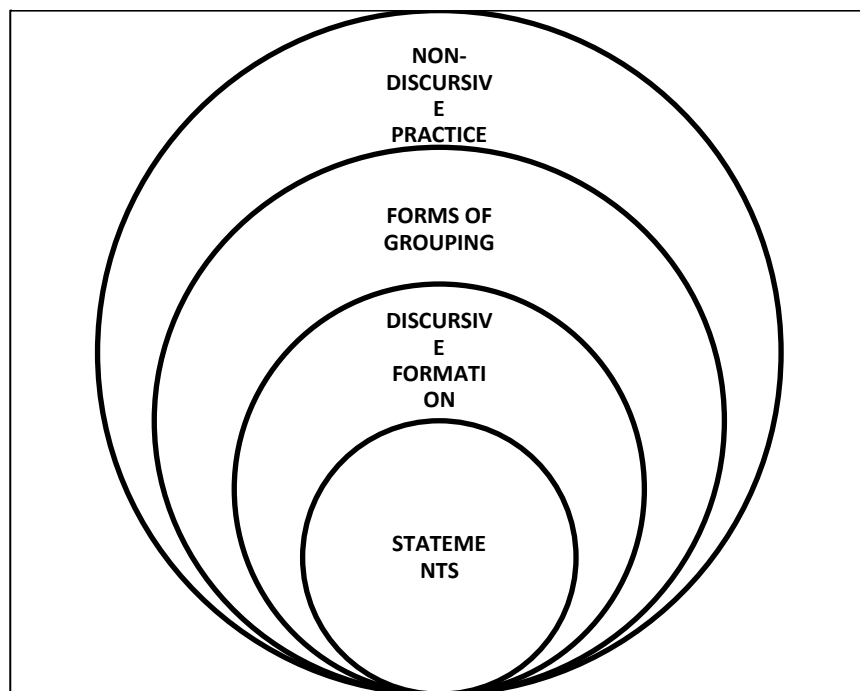 NON-
DISCURSIV
E
PRACTICE
FORMS OF
GROUPING
DISCURSIV
E
FORMATI
ON
STATEME
NTS